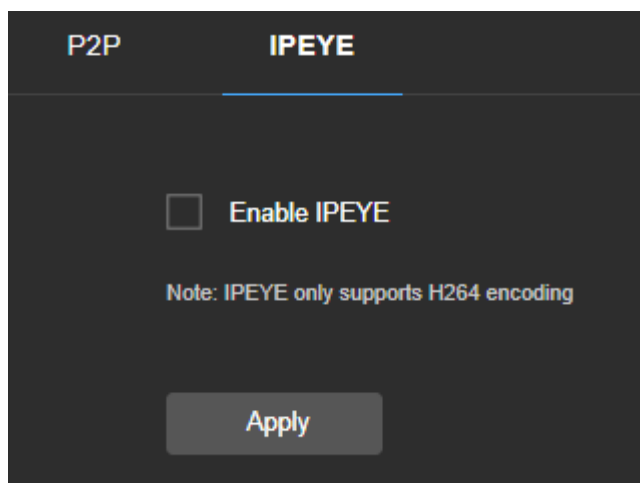 P2P IPEYE
Enable IPEYE
Note: IPEYE only supports H264 encoding
Apply